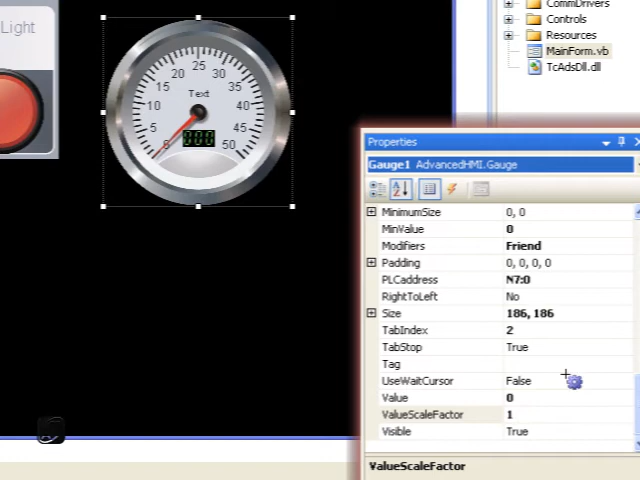 Light
25
20
30
15
35
Text
10
40
5
45
000
0
50
CommDrivers
Controls
Resources
MainForm.vb
TcAdsDll.dll
Properties
Gauge1 AdvancedHMI.Gauge
MinimumSize 0, 0
MinValue 0
Modifiers Friend
Padding 0, 0, 0, 0
PLCaddress N7:0
RightToLeft No
Size 186, 186
TabIndex 2
TabStop True
Tag
UseWaitCursor False
Value 0
ValueScaleFactor 1
Visible True
ValueScaleFactor